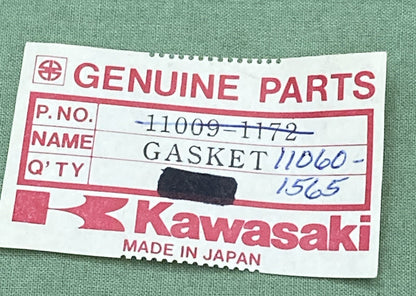 GENUINE PARTS
P. NO. 11009-1172
NAME GASKET 11060-
Q'TY 1565
Kawasaki
MADE IN JAPAN